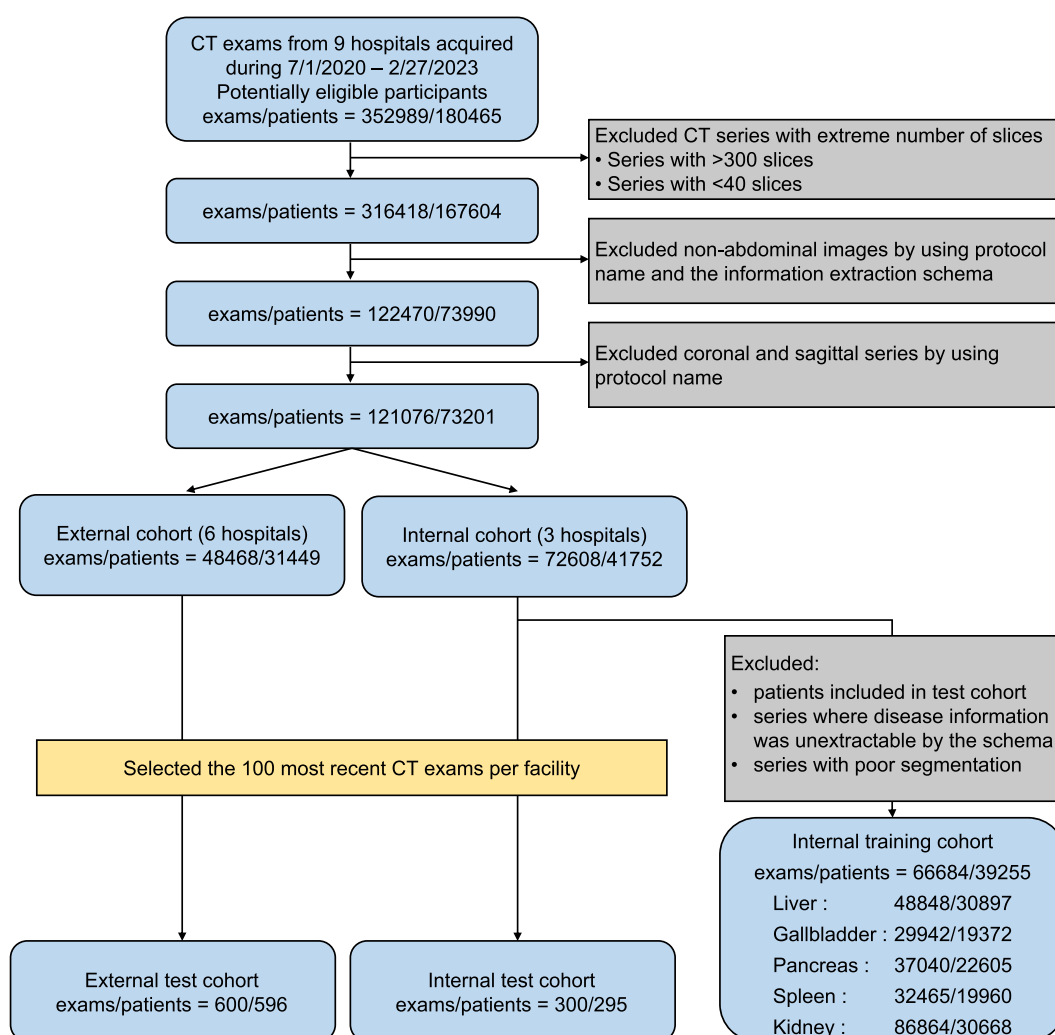 CT exams from 9 hospitals acquired
during 7/1/2020 – 2/27/2023
Potentially eligible participants
exams/patients = 352989/180465
Excluded CT series with extreme number of slices
• Series with >300 slices
• Series with <40 slices
exams/patients = 316418/167604
Excluded non-abdominal images by using protocol
name and the information extraction schema
exams/patients = 122470/73990
Excluded coronal and sagittal series by using
protocol name
exams/patients = 121076/73201
External cohort (6 hospitals)
exams/patients = 48468/31449
Internal cohort (3 hospitals)
exams/patients = 72608/41752
Excluded:
• patients included in test cohort
• series where disease information
was unextractable by the schema
• series with poor segmentation
Selected the 100 most recent CT exams per facility
Internal training cohort
exams/patients = 66684/39255
Liver : 48848/30897
Gallbladder : 29942/19372
Pancreas : 37040/22605
Spleen : 32465/19960
Kidney : 86864/30668
External test cohort
exams/patients = 600/596
Internal test cohort
exams/patients = 300/295